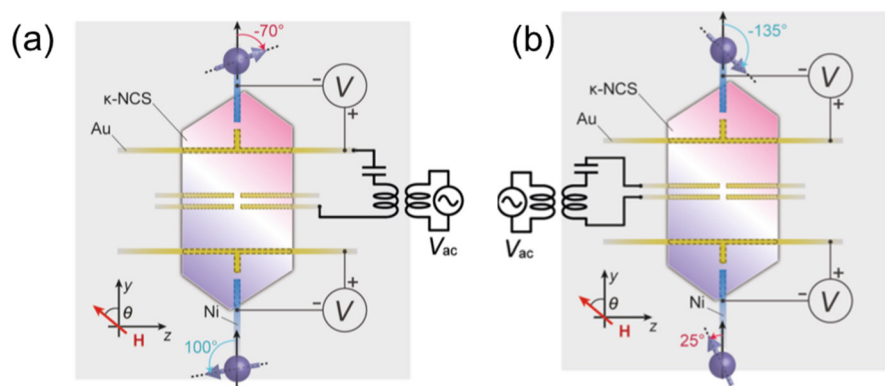 (a)
-70°
κ-NCS
Au
V
−
+
Vac
+
V
−
Ni
y
θ
H
z
100°
(b)
-135°
κ-NCS
Au
V
−
+
Vac
+
V
−
Ni
y
θ
H
z
25°